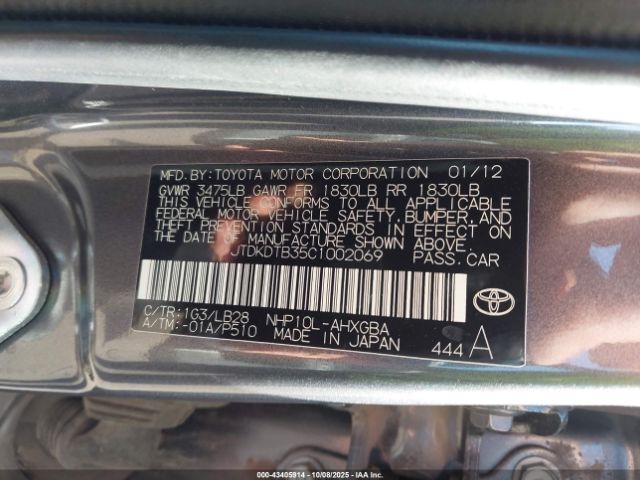 MFD.BY:TOYOTA MOTOR CORPORATION 01/12
GVWR 3475LB GAWR FR 1830LB RR 1830LB
THIS VEHICLE CONFORMS TO ALL APPLICABLE
FEDERAL MOTOR VEHICLE SAFETY,BUMPER,AND
THEFT PREVENTION STANDARDS IN EFFECT ON
THE DATE OF MANUFACTURE SHOWN ABOVE.
JTDKDTB35C1002069 PASS.CAR
C/TR:1G3/LB28 NHP10L-AHXGBA
A/TM:-01A/P510 MADE IN JAPAN
444 A
TOYOTA
000-43405914 | 10/08/2025 - IAAI.COM